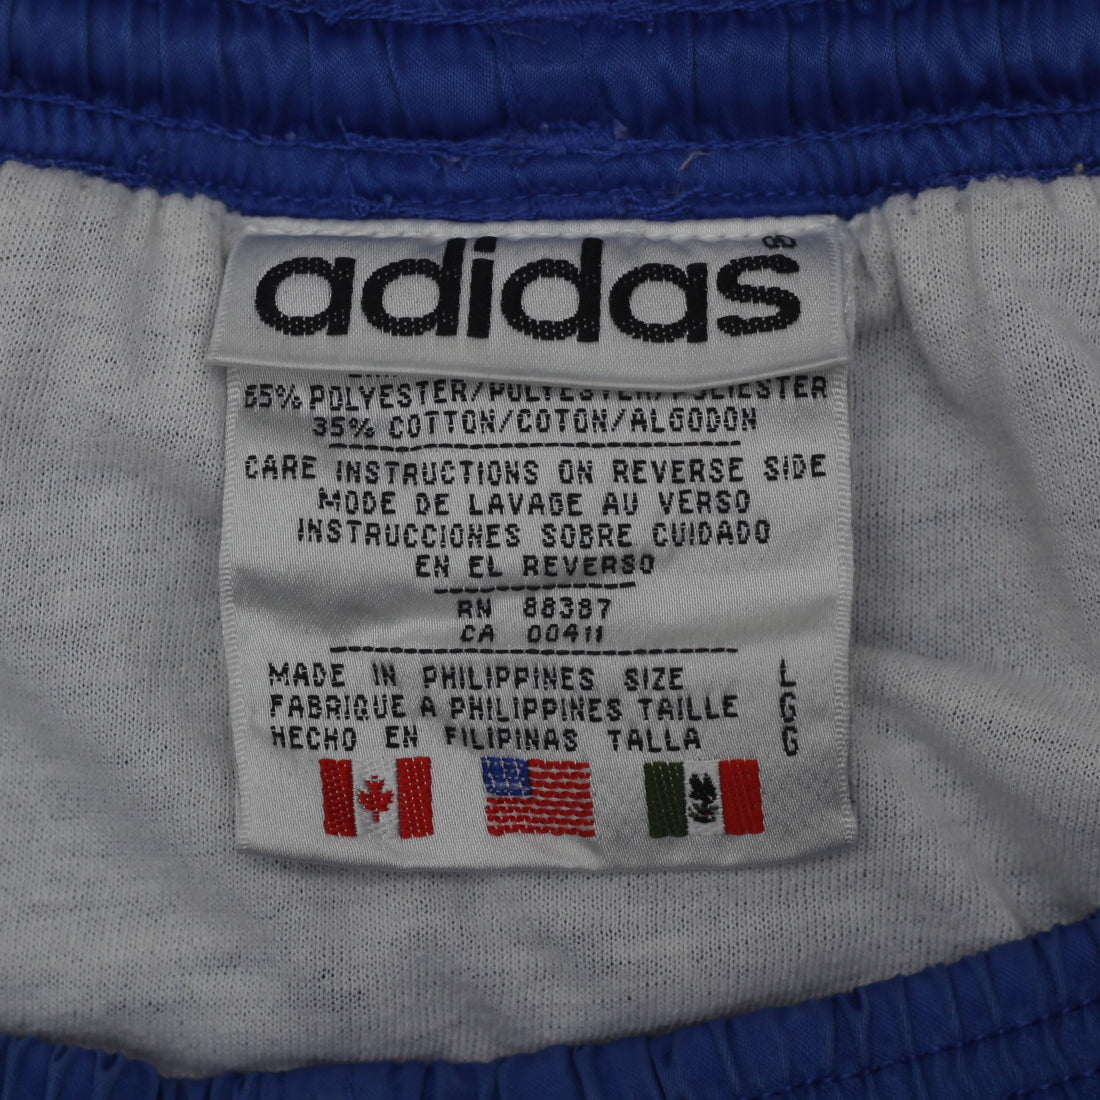 adidas®
65% POLYESTER/POLYESTER/POLIESTER
35% COTTON/COTON/ALGODON
CARE INSTRUCTIONS ON REVERSE SIDE
MODE DE LAVAGE AU VERSO
INSTRUCCIONES SOBRE CUIDADO
EN EL REVERSO
RN 88387
CA 00411
MADE IN PHILIPPINES SIZE L
FABRIQUE A PHILIPPINES TAILLE G
HECHO EN FILIPINAS TALLA G